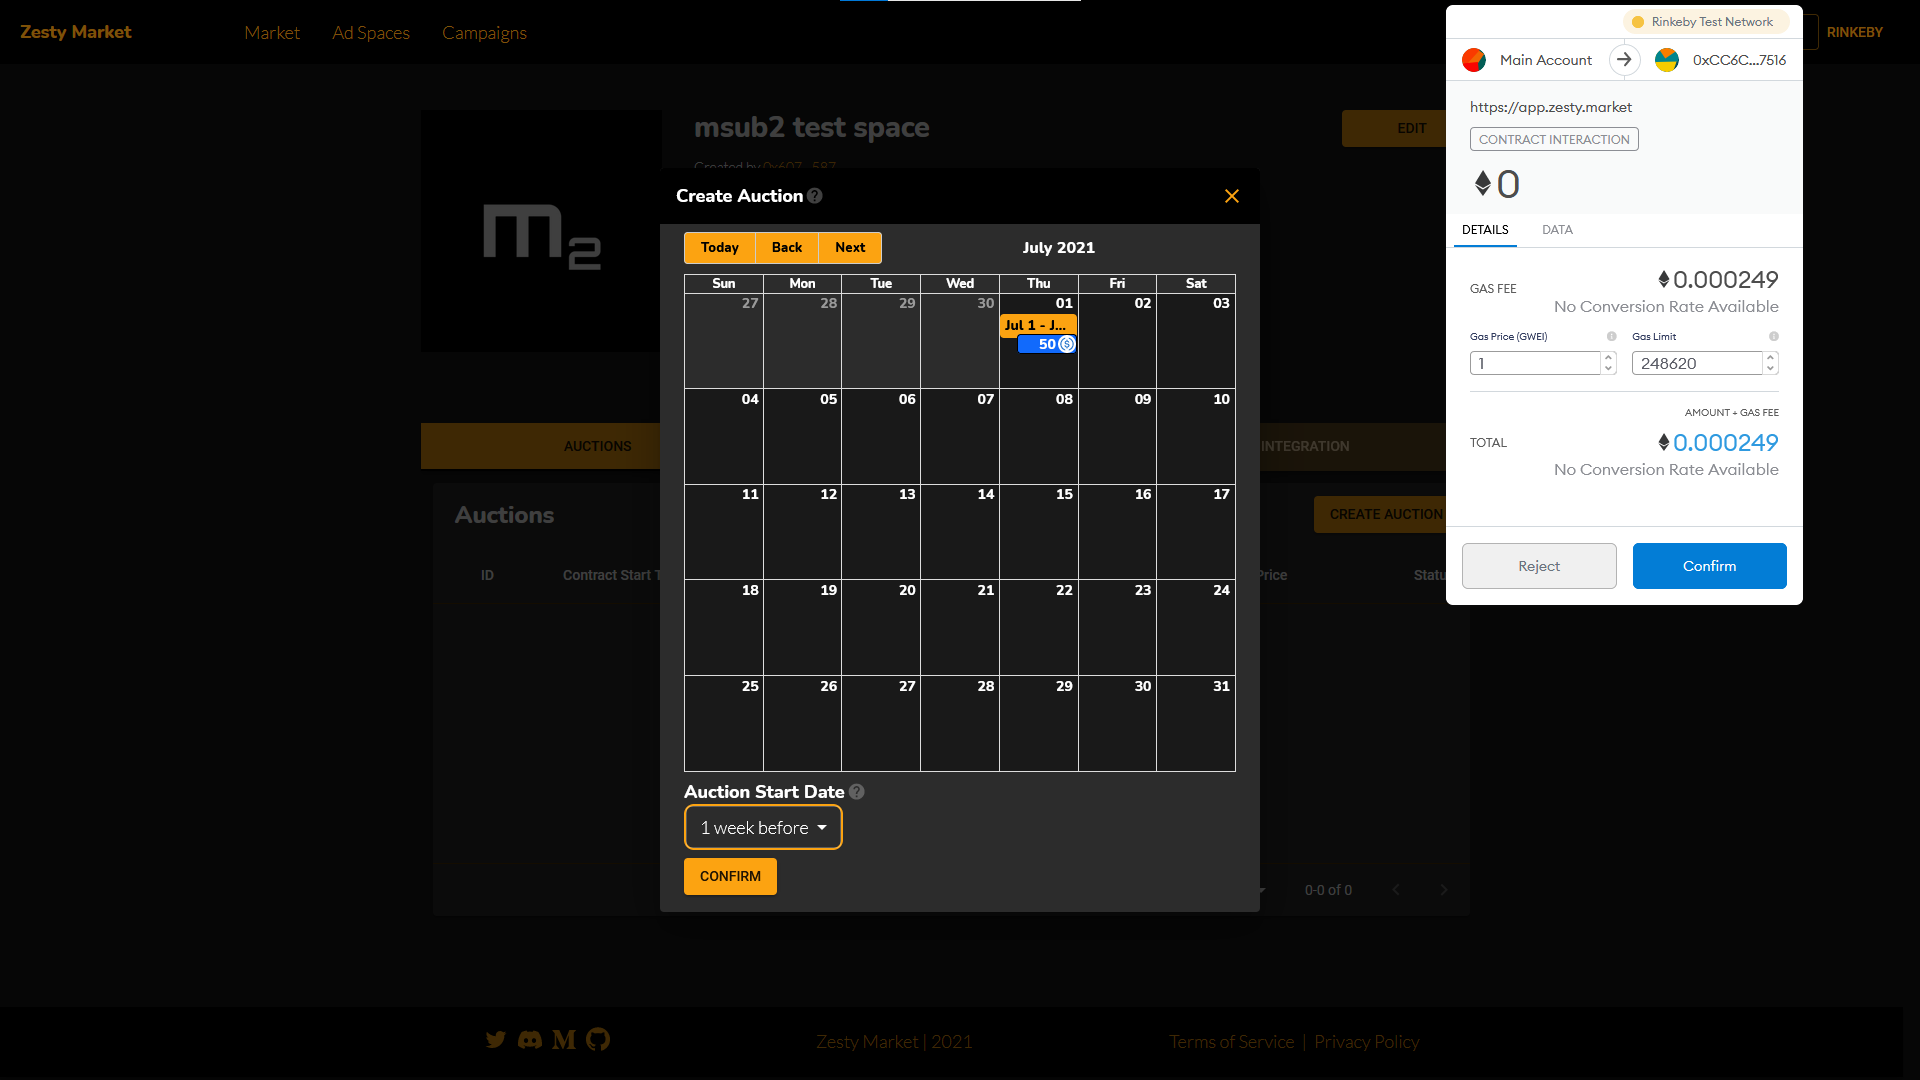 Zesty Market
Market
Ad Spaces
Campaigns
RINKEBY
m2
msub2 test space
Created by 0x607...587
EDIT
AUCTIONS
INTEGRATION
Auctions
CREATE AUCTION
ID
Contract Start T
Price
Statu
0-0 of 0
Create Auction ?
Today
Back
Next
July 2021
Sun Mon Tue Wed Thu Fri Sat
27 28 29 30 01 02 03
Jul 1 - J...
50
04 05 06 07 08 09 10
11 12 13 14 15 16 17
18 19 20 21 22 23 24
25 26 27 28 29 30 31
Auction Start Date ?
1 week before
CONFIRM
Rinkeby Test Network
Main Account
0xCC6C...7516
https://app.zesty.market
CONTRACT INTERACTION
0
DETAILS
DATA
GAS FEE
0.000249
No Conversion Rate Available
Gas Price (GWEI)
Gas Limit
1
248620
AMOUNT + GAS FEE
TOTAL
0.000249
No Conversion Rate Available
Reject
Confirm
Zesty Market | 2021
Terms of Service | Privacy Policy